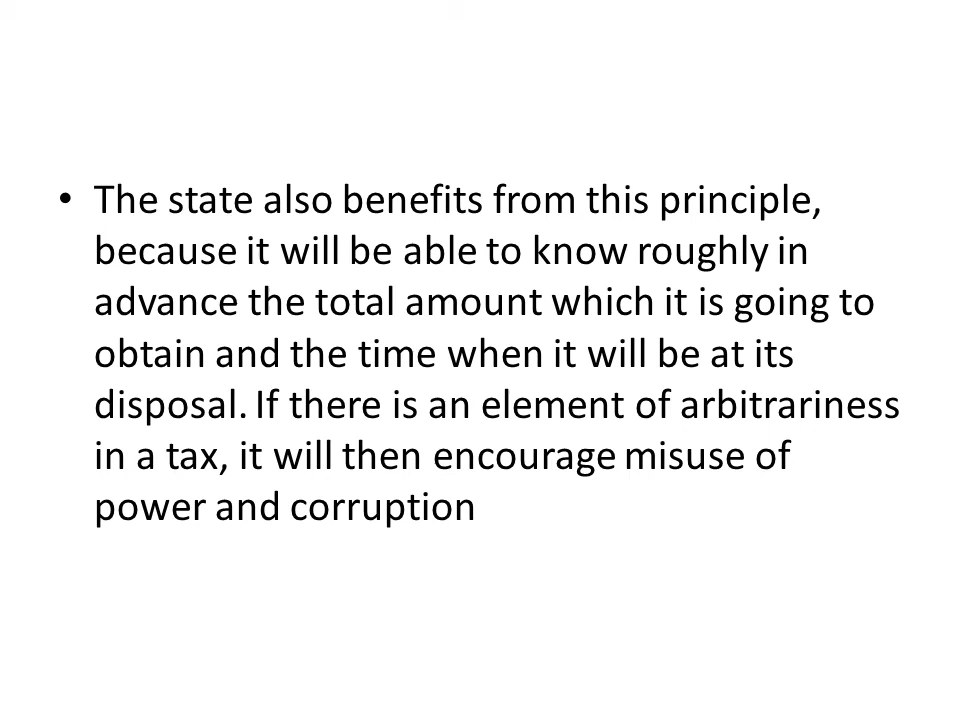 • The state also benefits from this principle,
because it will be able to know roughly in
advance the total amount which it is going to
obtain and the time when it will be at its
disposal. If there is an element of arbitrariness
in a tax, it will then encourage misuse of
power and corruption